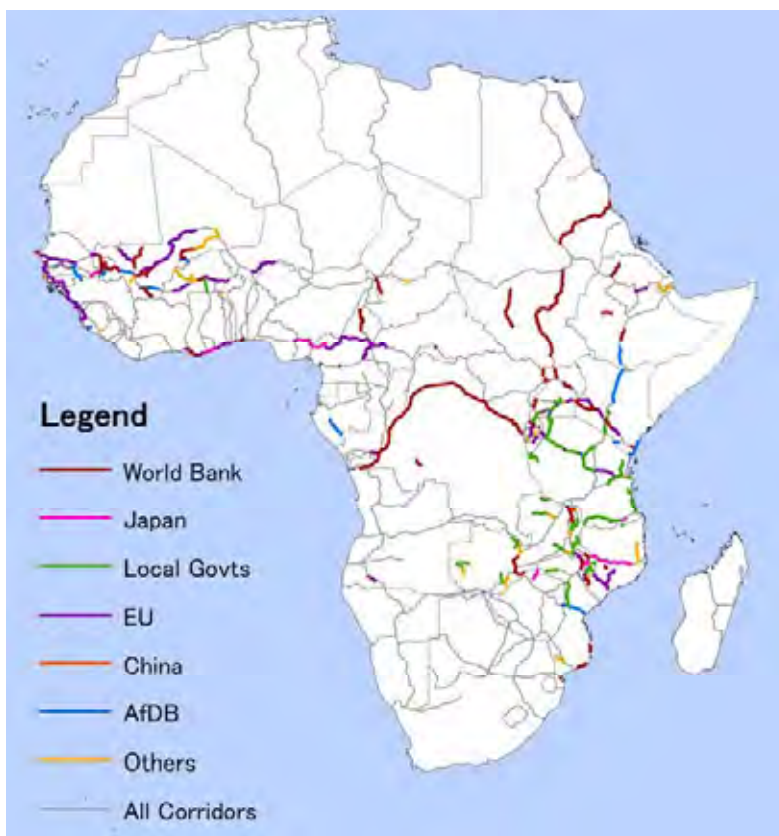 Legend
World Bank
Japan
Local Govts
EU
China
AfDB
Others
All Corridors